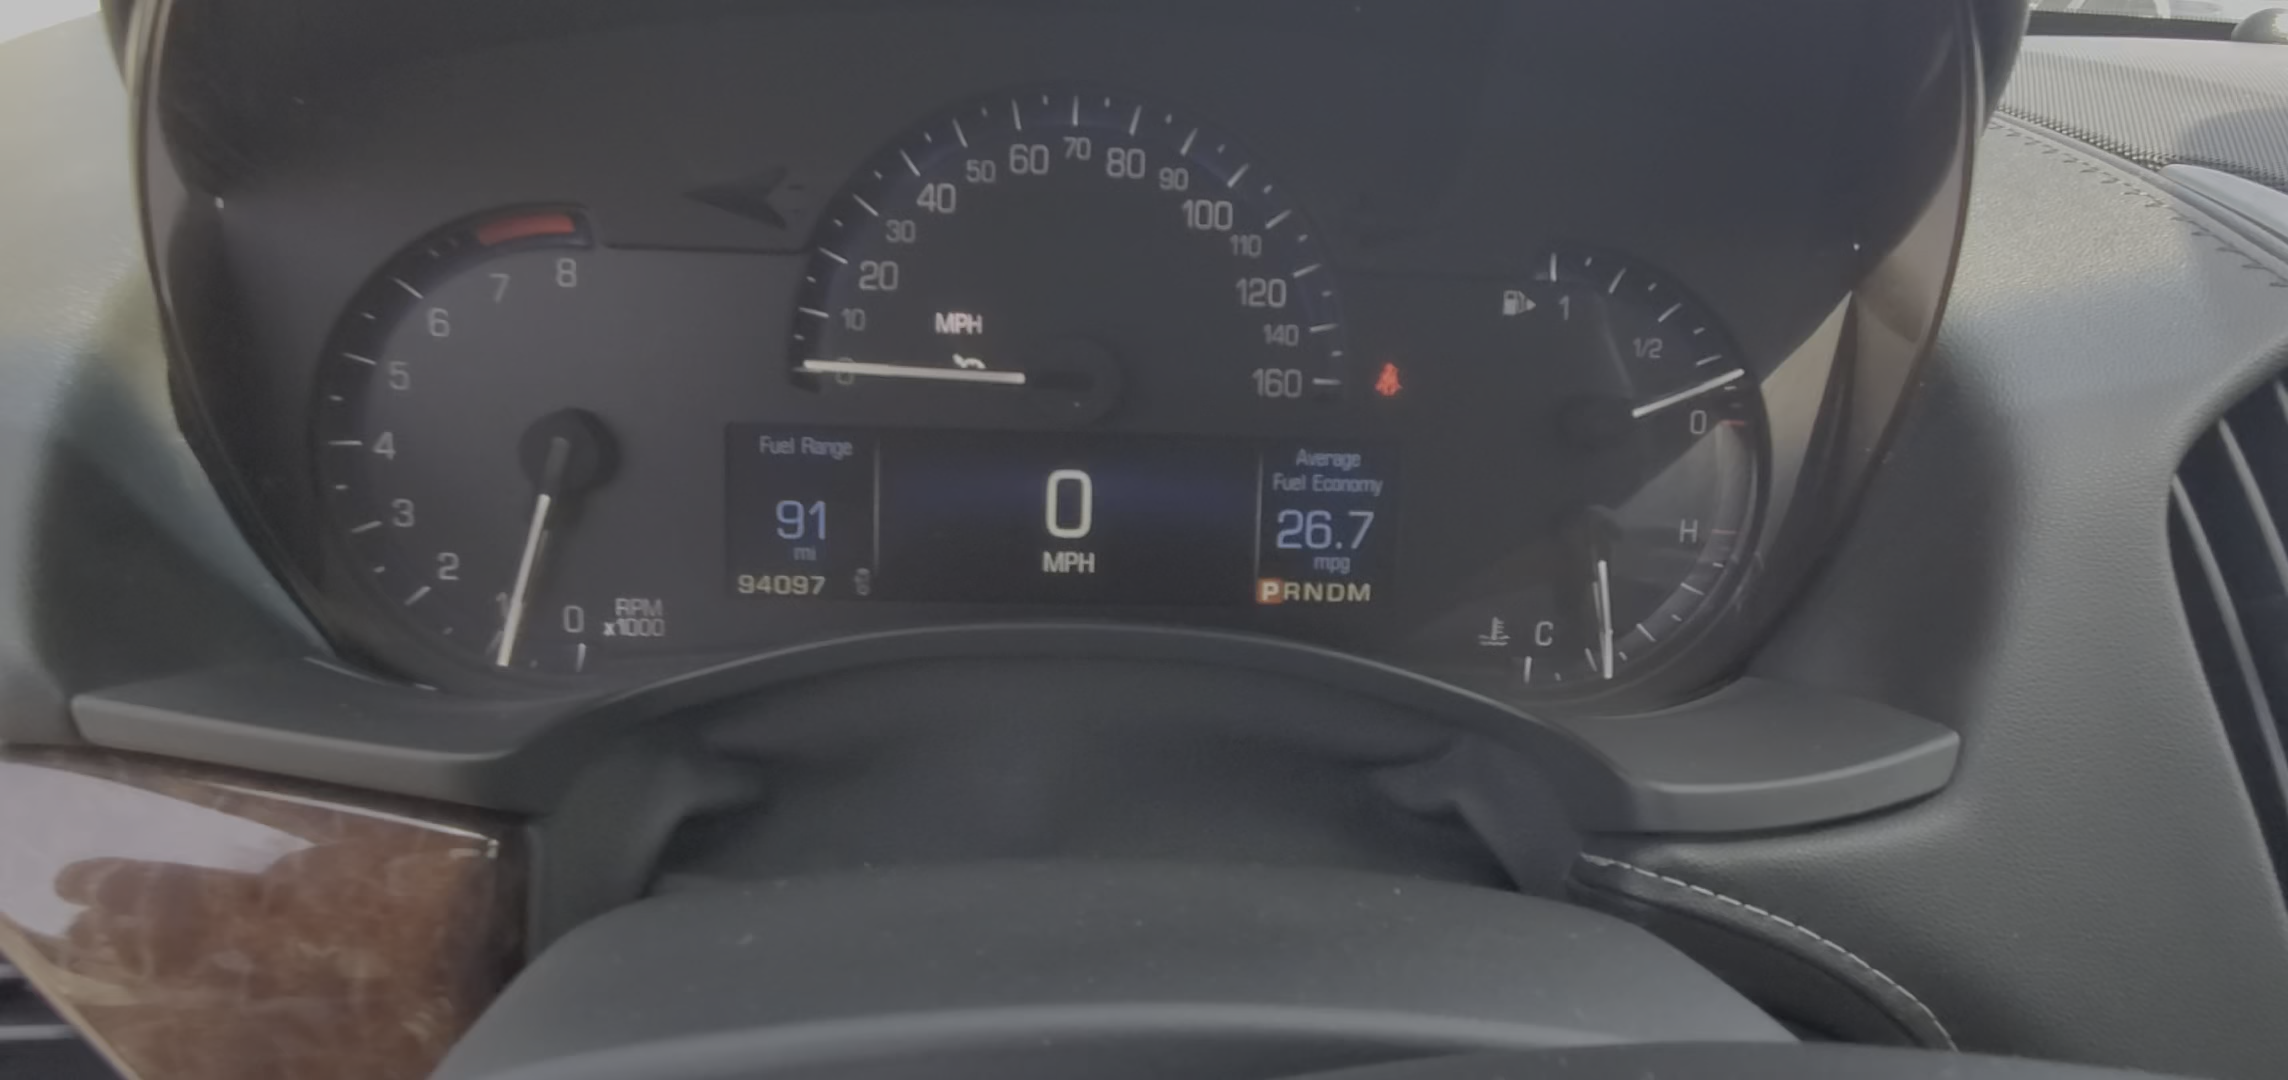 70
60
80
50
90
40
100
30
110
8
7
20
120
1
6
10
MPH
140
1/2
5
0
160
0
4
Fuel Range
Average
Fuel Economy
3
91
0
26.7
H
2
mi
MPH
mpg
94097
PRNDM
1
0
RPM
x1000
C